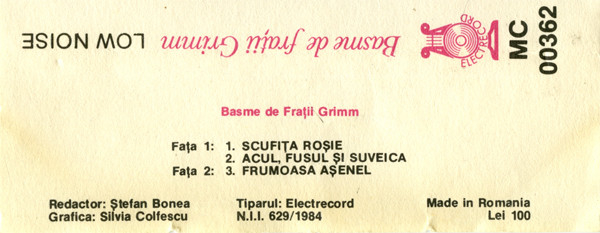 LOW NOISE
Basme de frații Grimm
ELECTRECORD
MC
00362
Basme de Frații Grimm
Fața 1: 1. SCUFIȚA ROȘIE
2. ACUL, FUSUL ȘI SUVEICA
Fața 2: 3. FRUMOASA AȘENEL
Redactor: Ștefan Bonea
Grafica: Silvia Colfescu
Tiparul: Electrecord
N.I.I. 629/1984
Made in Romania
Lei 100